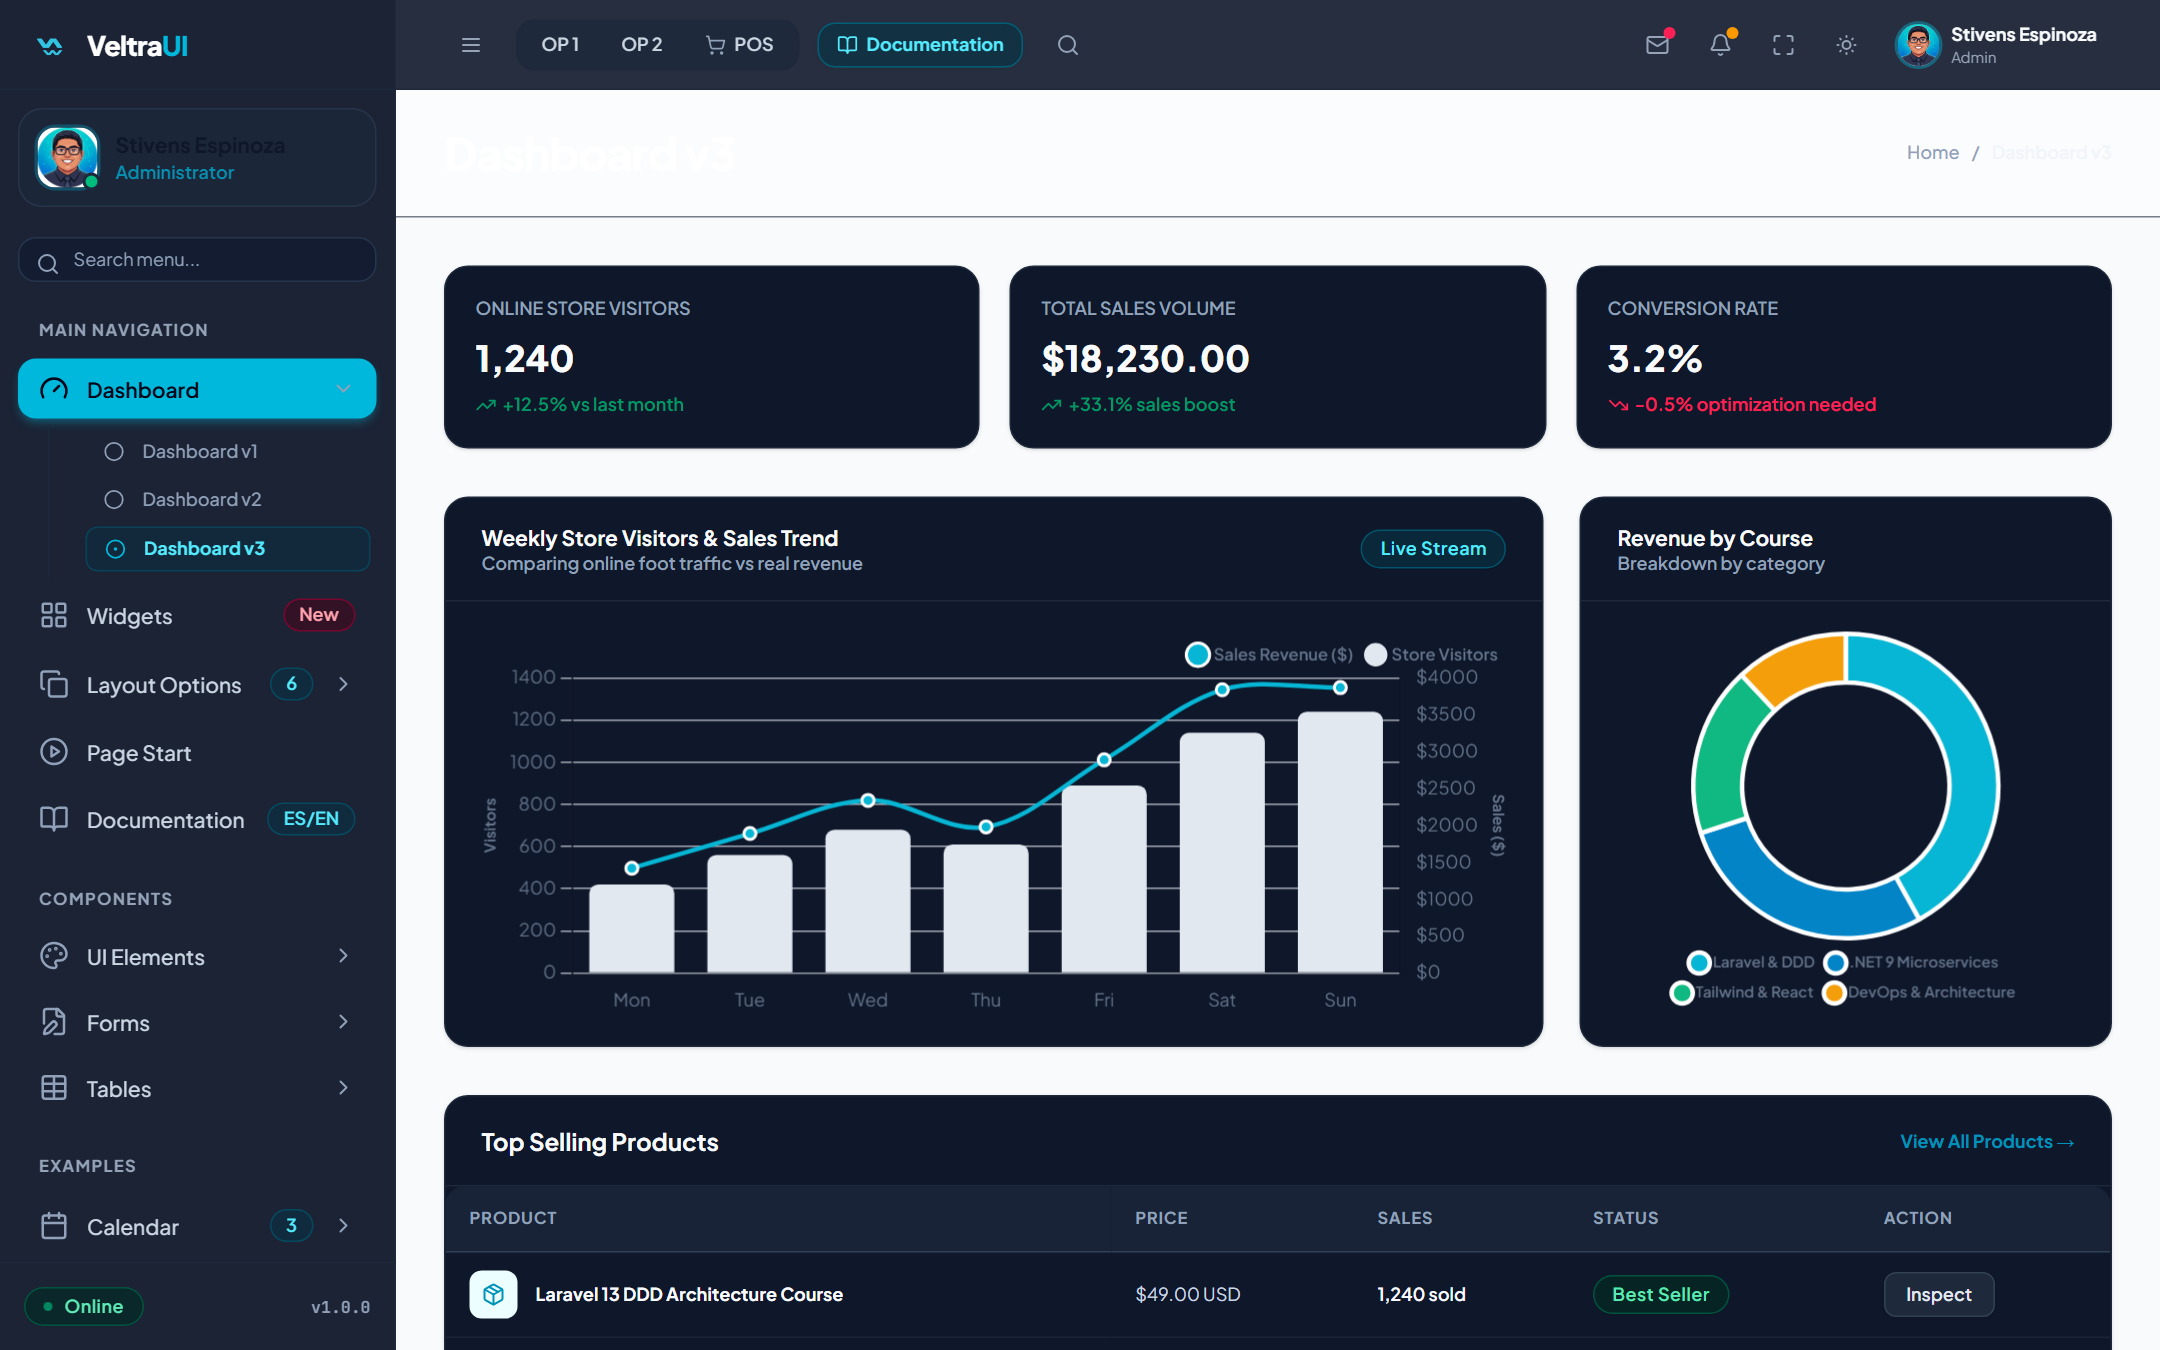 VeltraUI
OP 1
OP 2
POS
Documentation
Stivens Espinoza
Admin
Stivens Espinoza
Administrator
Search menu...
MAIN NAVIGATION
Dashboard
Dashboard v1
Dashboard v2
Dashboard v3
Widgets
New
Layout Options
6
Page Start
Documentation
ES/EN
COMPONENTS
UI Elements
Forms
Tables
EXAMPLES
Calendar
3
Online
v1.0.0
Dashboard v3
Home / Dashboard v3
ONLINE STORE VISITORS
1,240
+12.5% vs last month
TOTAL SALES VOLUME
$18,230.00
+33.1% sales boost
CONVERSION RATE
3.2%
-0.5% optimization needed
Weekly Store Visitors & Sales Trend
Comparing online foot traffic vs real revenue
Live Stream
Sales Revenue ($)
Store Visitors
1400
1200
1000
800
600
400
200
0
Visitors
$4000
$3500
$3000
$2500
$2000
$1500
$1000
$500
$0
Sales ($)
Mon
Tue
Wed
Thu
Fri
Sat
Sun
Revenue by Course
Breakdown by category
Laravel & DDD
.NET 9 Microservices
Tailwind & React
DevOps & Architecture
Top Selling Products
View All Products →
PRODUCT
PRICE
SALES
STATUS
ACTION
Laravel 13 DDD Architecture Course
$49.00 USD
1,240 sold
Best Seller
Inspect